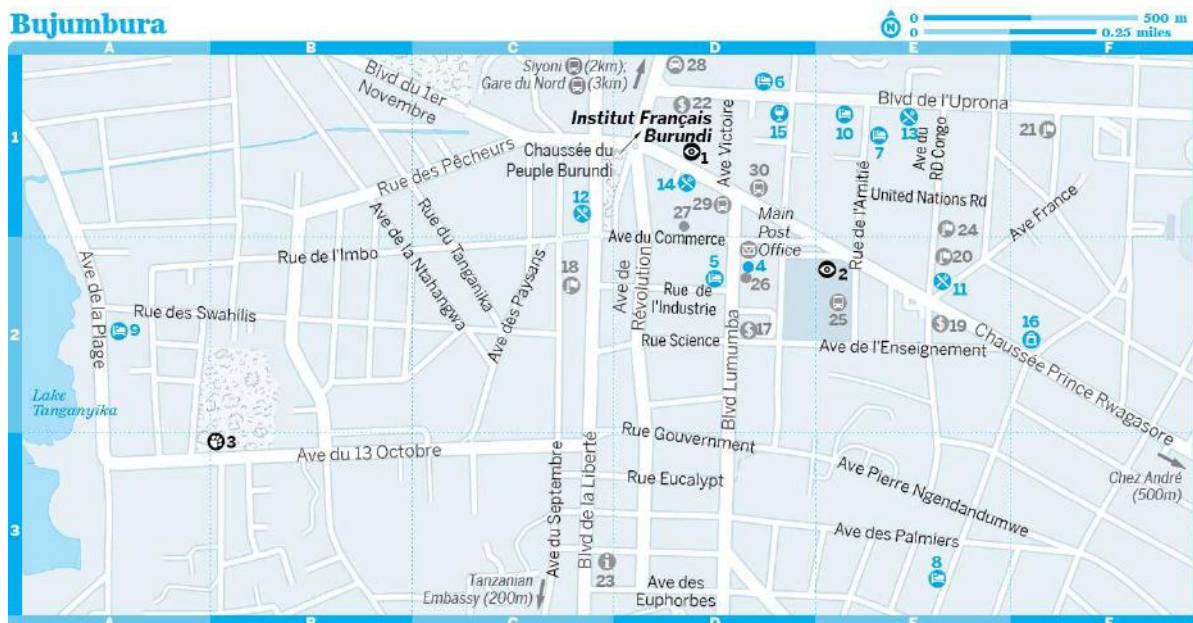 Bujumbura
N
0 500 m
0 0.25 miles
A B C D E F
Siyoni (2km);
Gare du Nord (3km)
28
6
Blvd du 1er
Novembre
22
Blvd de l'Uprona
Institut Français
Burundi
1
1
15
10
7
13
21
Ave Victoire
Ave du
RD Congo
Chaussée du
Peuple Burundi
Rue des Pêcheurs
30
14
12
29
27
Rue de l'Amitié
United Nations Rd
Ave France
Main
Post
Office
24
Ave du Commerce
20
Rue de l'Imbo
Ave de la Ntahangwa
Rue du Tanganika
Ave des Paysans
18
Ave de
Révolution
5
4
26
2
11
Rue de
l'Industrie
25
Ave de la Plage
Rue des Swahilis
9
2
Rue Science
17
19
16
Ave de l'Enseignement
Blvd Lumumba
Chaussée Prince Rwagasore
Lake
Tanganyika
3
Ave du 13 Octobre
Rue Gouvernment
Rue Eucalypt
Ave Pierre Ngendandumwe
Chez André
(500m)
Ave du Septembre
Blvd de la Liberté
3
Ave des Palmiers
8
23
Tanzanian
Embassy (200m)
Ave des
Euphorbes
A B C D E F